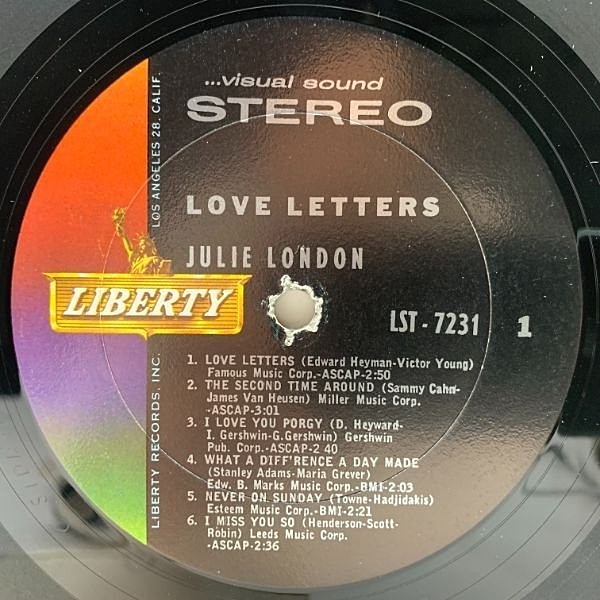 ...visual sound
STEREO
LOS ANGELES 28, CALIF.
LOVE LETTERS
JULIE LONDON
LIBERTY
LST - 7231 1
LIBERTY RECORDS, INC.
1. LOVE LETTERS (Edward Heyman-Victor Young)
Famous Music Corp.-ASCAP-2:50
2. THE SECOND TIME AROUND (Sammy Cahn-
James Van Heusen) Miller Music Corp.
-ASCAP-3:01
3. I LOVE YOU PORGY (D. Heyward-
I. Gershwin-G.Gershwin) Gershwin
Pub. Corp.-ASCAP-2 40
4. WHAT A DIFF'RENCE A DAY MADE
(Stanley Adams-Maria Grever)
Edw. B. Marks Music Corp.-BMI-2:03
5. NEVER ON SUNDAY (Towne-Hadjidakis)
Esteem Music Corp.-BMI-2:21
6. I MISS YOU SO (Henderson-Scott-
Robin) Leeds Music Corp.
-ASCAP-2:36